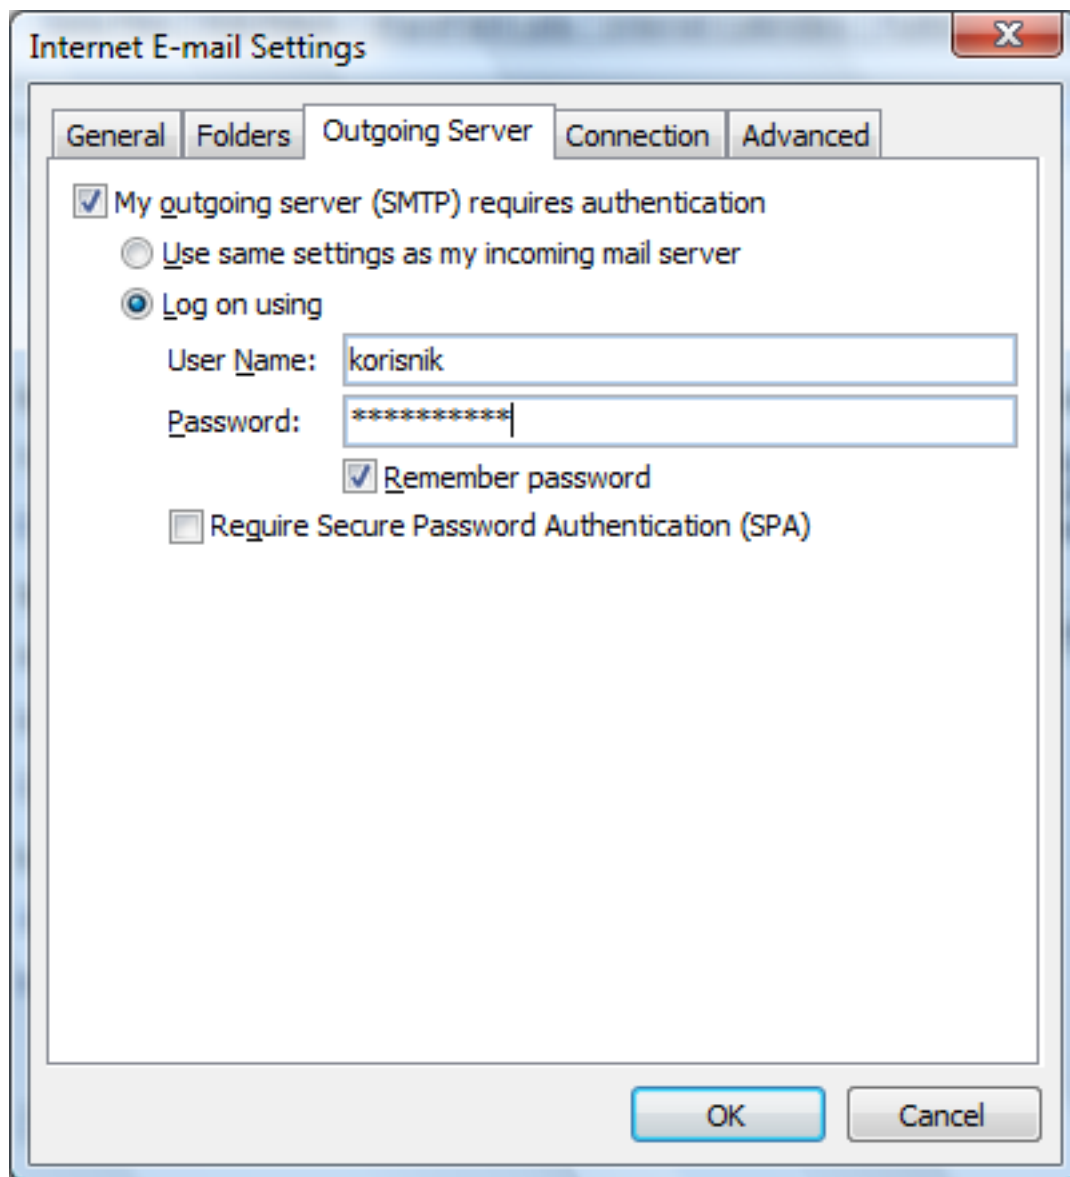 Internet E-mail Settings
General Folders Outgoing Server Connection Advanced
My outgoing server (SMTP) requires authentication
Use same settings as my incoming mail server
Log on using
User Name: korisnik
Password: **********
Remember password
Require Secure Password Authentication (SPA)
OK Cancel